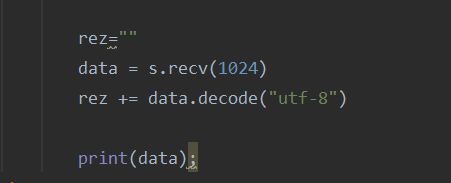 rez=""
data = s.recv(1024)
rez += data.decode("utf-8")
print(data);